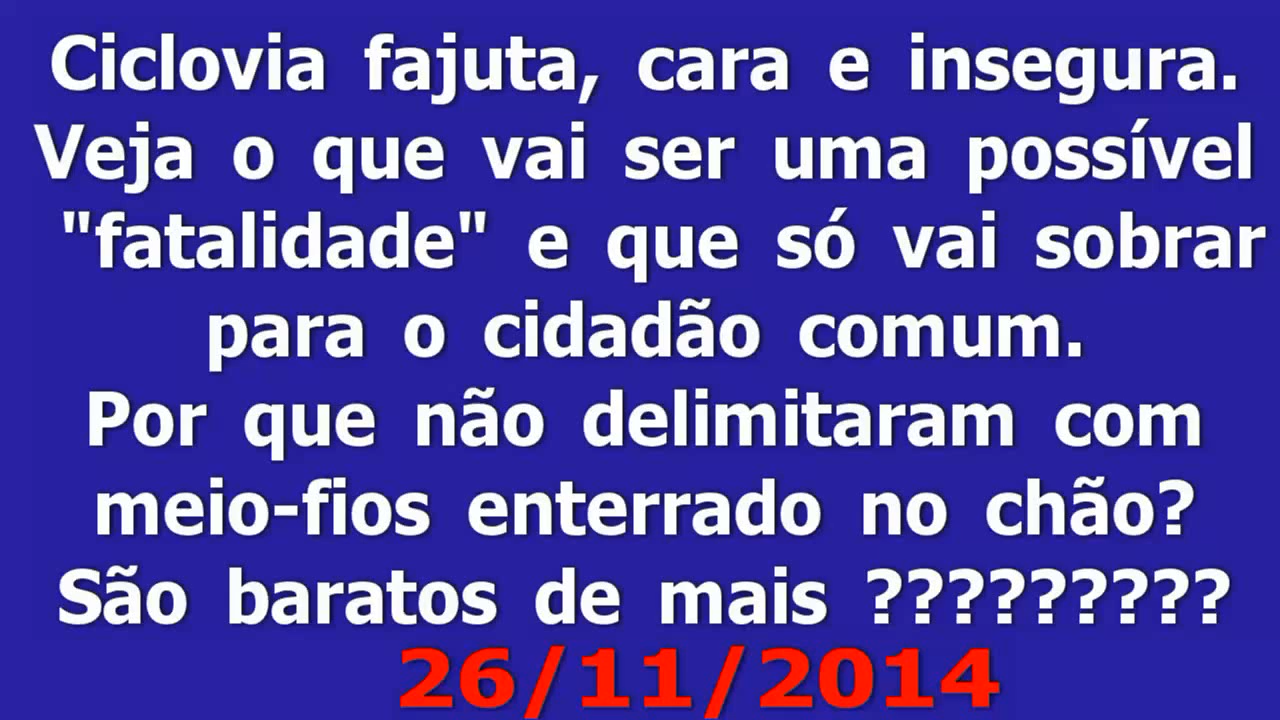 Ciclovia fajuta, cara e insegura.
Veja o que vai ser uma possível
"fatalidade" e que só vai sobrar
para o cidadão comum.
Por que não delimitaram com
meio-fios enterrado no chão?
São baratos de mais ?????????
26/11/2014